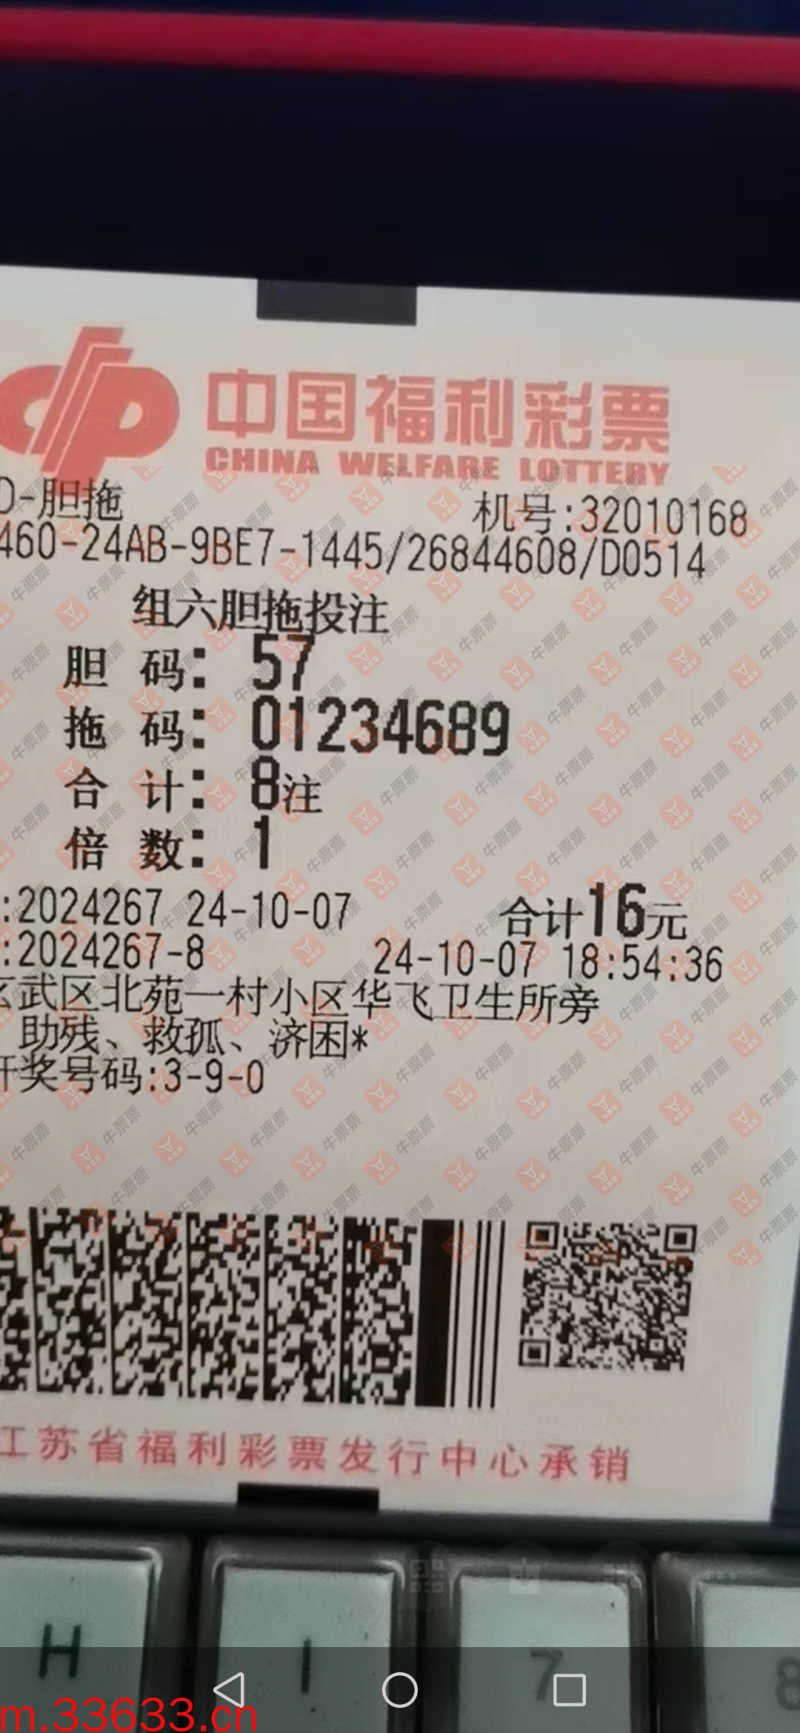 中国福利彩票
CHINA WELFARE LOTTERY
D-胆拖 机号:32010168
460-24AB-9BE7-1445/26844608/D0514
组六胆拖投注
胆 码: 57
拖 码: 01234689
合 计: 8注
倍 数: 1
:2024267 24-10-07 合计16元
:2024267-8 24-10-07 18:54:36
玄武区北苑一村小区华飞卫生所旁
助残、救孤、济困*
开奖号码:3-9-0
江苏省福利彩票发行中心承销
牛票票
H I 7 8
m.33633.cn